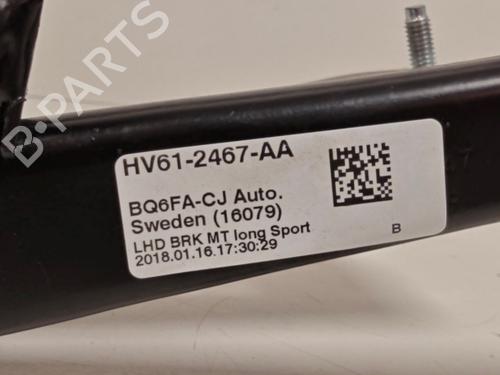 B-PARTS
HV61-2467-AA
BQ6FA-CJ Auto.
Sweden (16079)
LHD BRK MT long Sport
2018.01.16.17:30:29
B